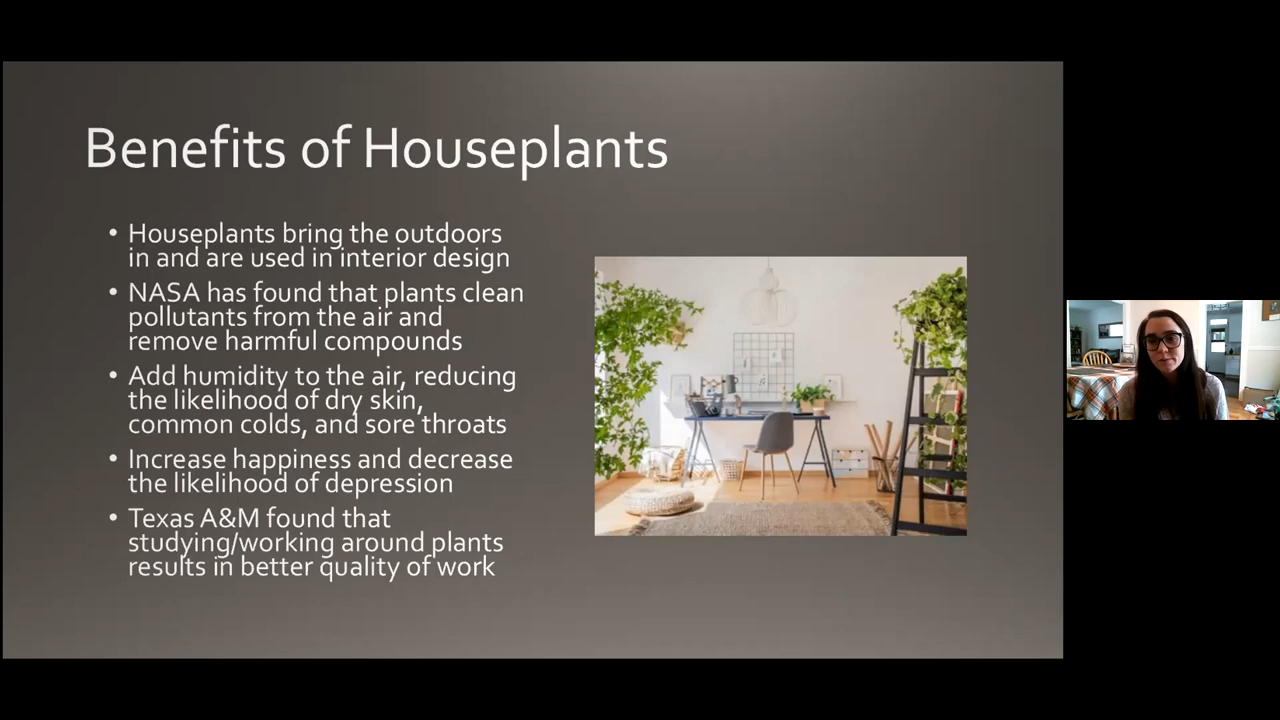 Benefits of Houseplants
• Houseplants bring the outdoors
in and are used in interior design
• NASA has found that plants clean
pollutants from the air and
remove harmful compounds
• Add humidity to the air, reducing
the likelihood of dry skin,
common colds, and sore throats
• Increase happiness and decrease
the likelihood of depression
• Texas A&M found that
studying/working around plants
results in better quality of work